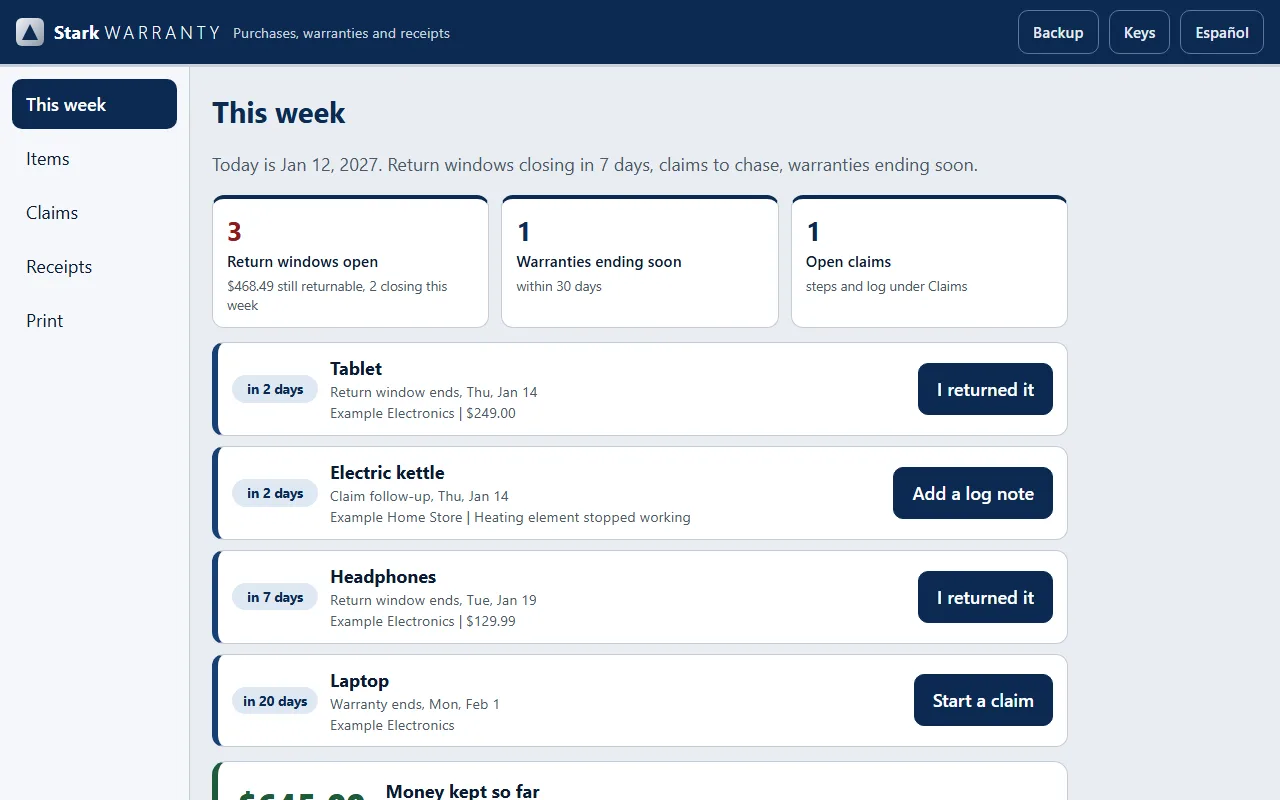 Stark WARRANTY Purchases, warranties and receipts
Backup
Keys
Español
This week
Items
Claims
Receipts
Print
This week
Today is Jan 12, 2027. Return windows closing in 7 days, claims to chase, warranties ending soon.
3
Return windows open
$468.49 still returnable, 2 closing this
week
1
Warranties ending soon
within 30 days
1
Open claims
steps and log under Claims
in 2 days
Tablet
Return window ends, Thu, Jan 14
Example Electronics | $249.00
I returned it
in 2 days
Electric kettle
Claim follow-up, Thu, Jan 14
Example Home Store | Heating element stopped working
Add a log note
in 7 days
Headphones
Return window ends, Tue, Jan 19
Example Electronics | $129.99
I returned it
in 20 days
Laptop
Warranty ends, Mon, Feb 1
Example Electronics
Start a claim
Money kept so far